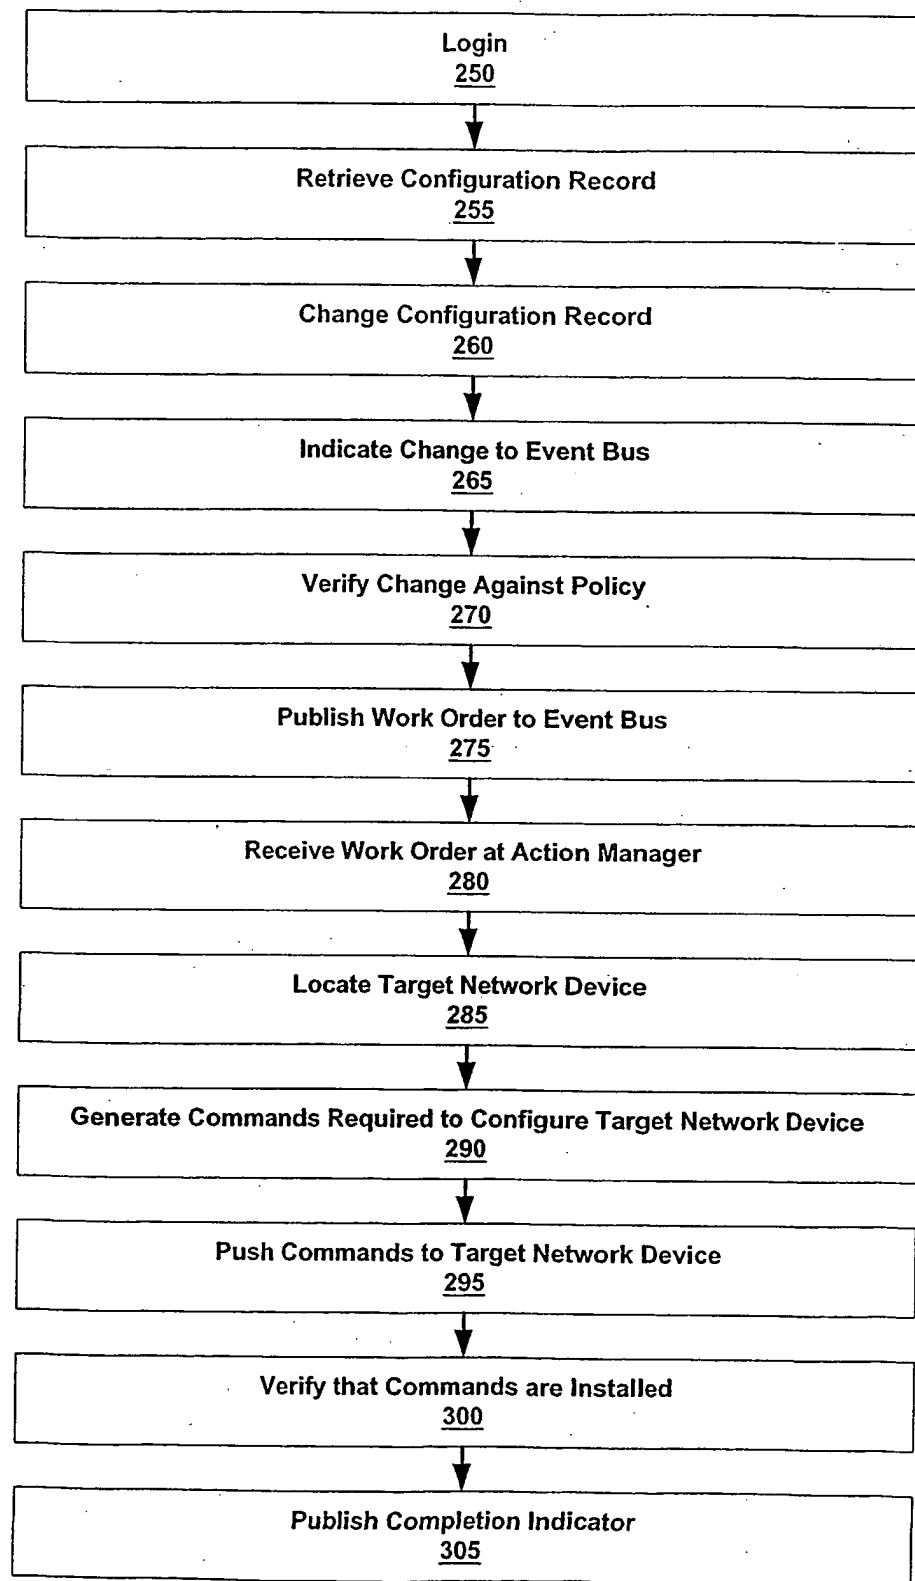 Login
250
Retrieve Configuration Record
255
Change Configuration Record
260
Indicate Change to Event Bus
265
Verify Change Against Policy
270
Publish Work Order to Event Bus
275
Receive Work Order at Action Manager
280
Locate Target Network Device
285
Generate Commands Required to Configure Target Network Device
290
Push Commands to Target Network Device
295
Verify that Commands are Installed
300
Publish Completion Indicator
305